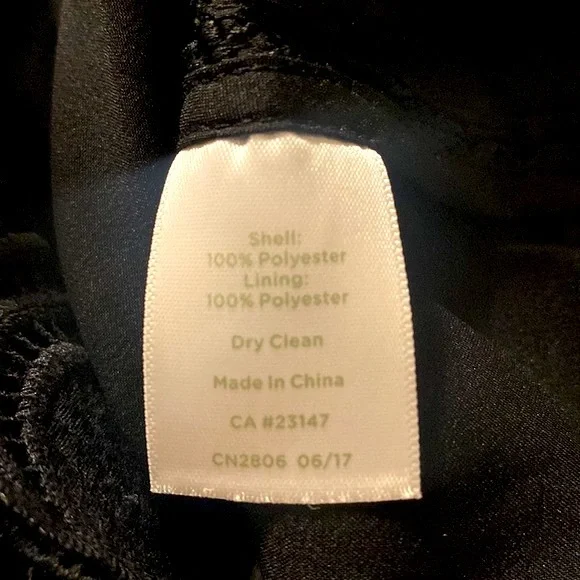 Shell:
100% Polyester
Lining:
100% Polyester
Dry Clean
Made in China
CA #23147
CN2806 06/17